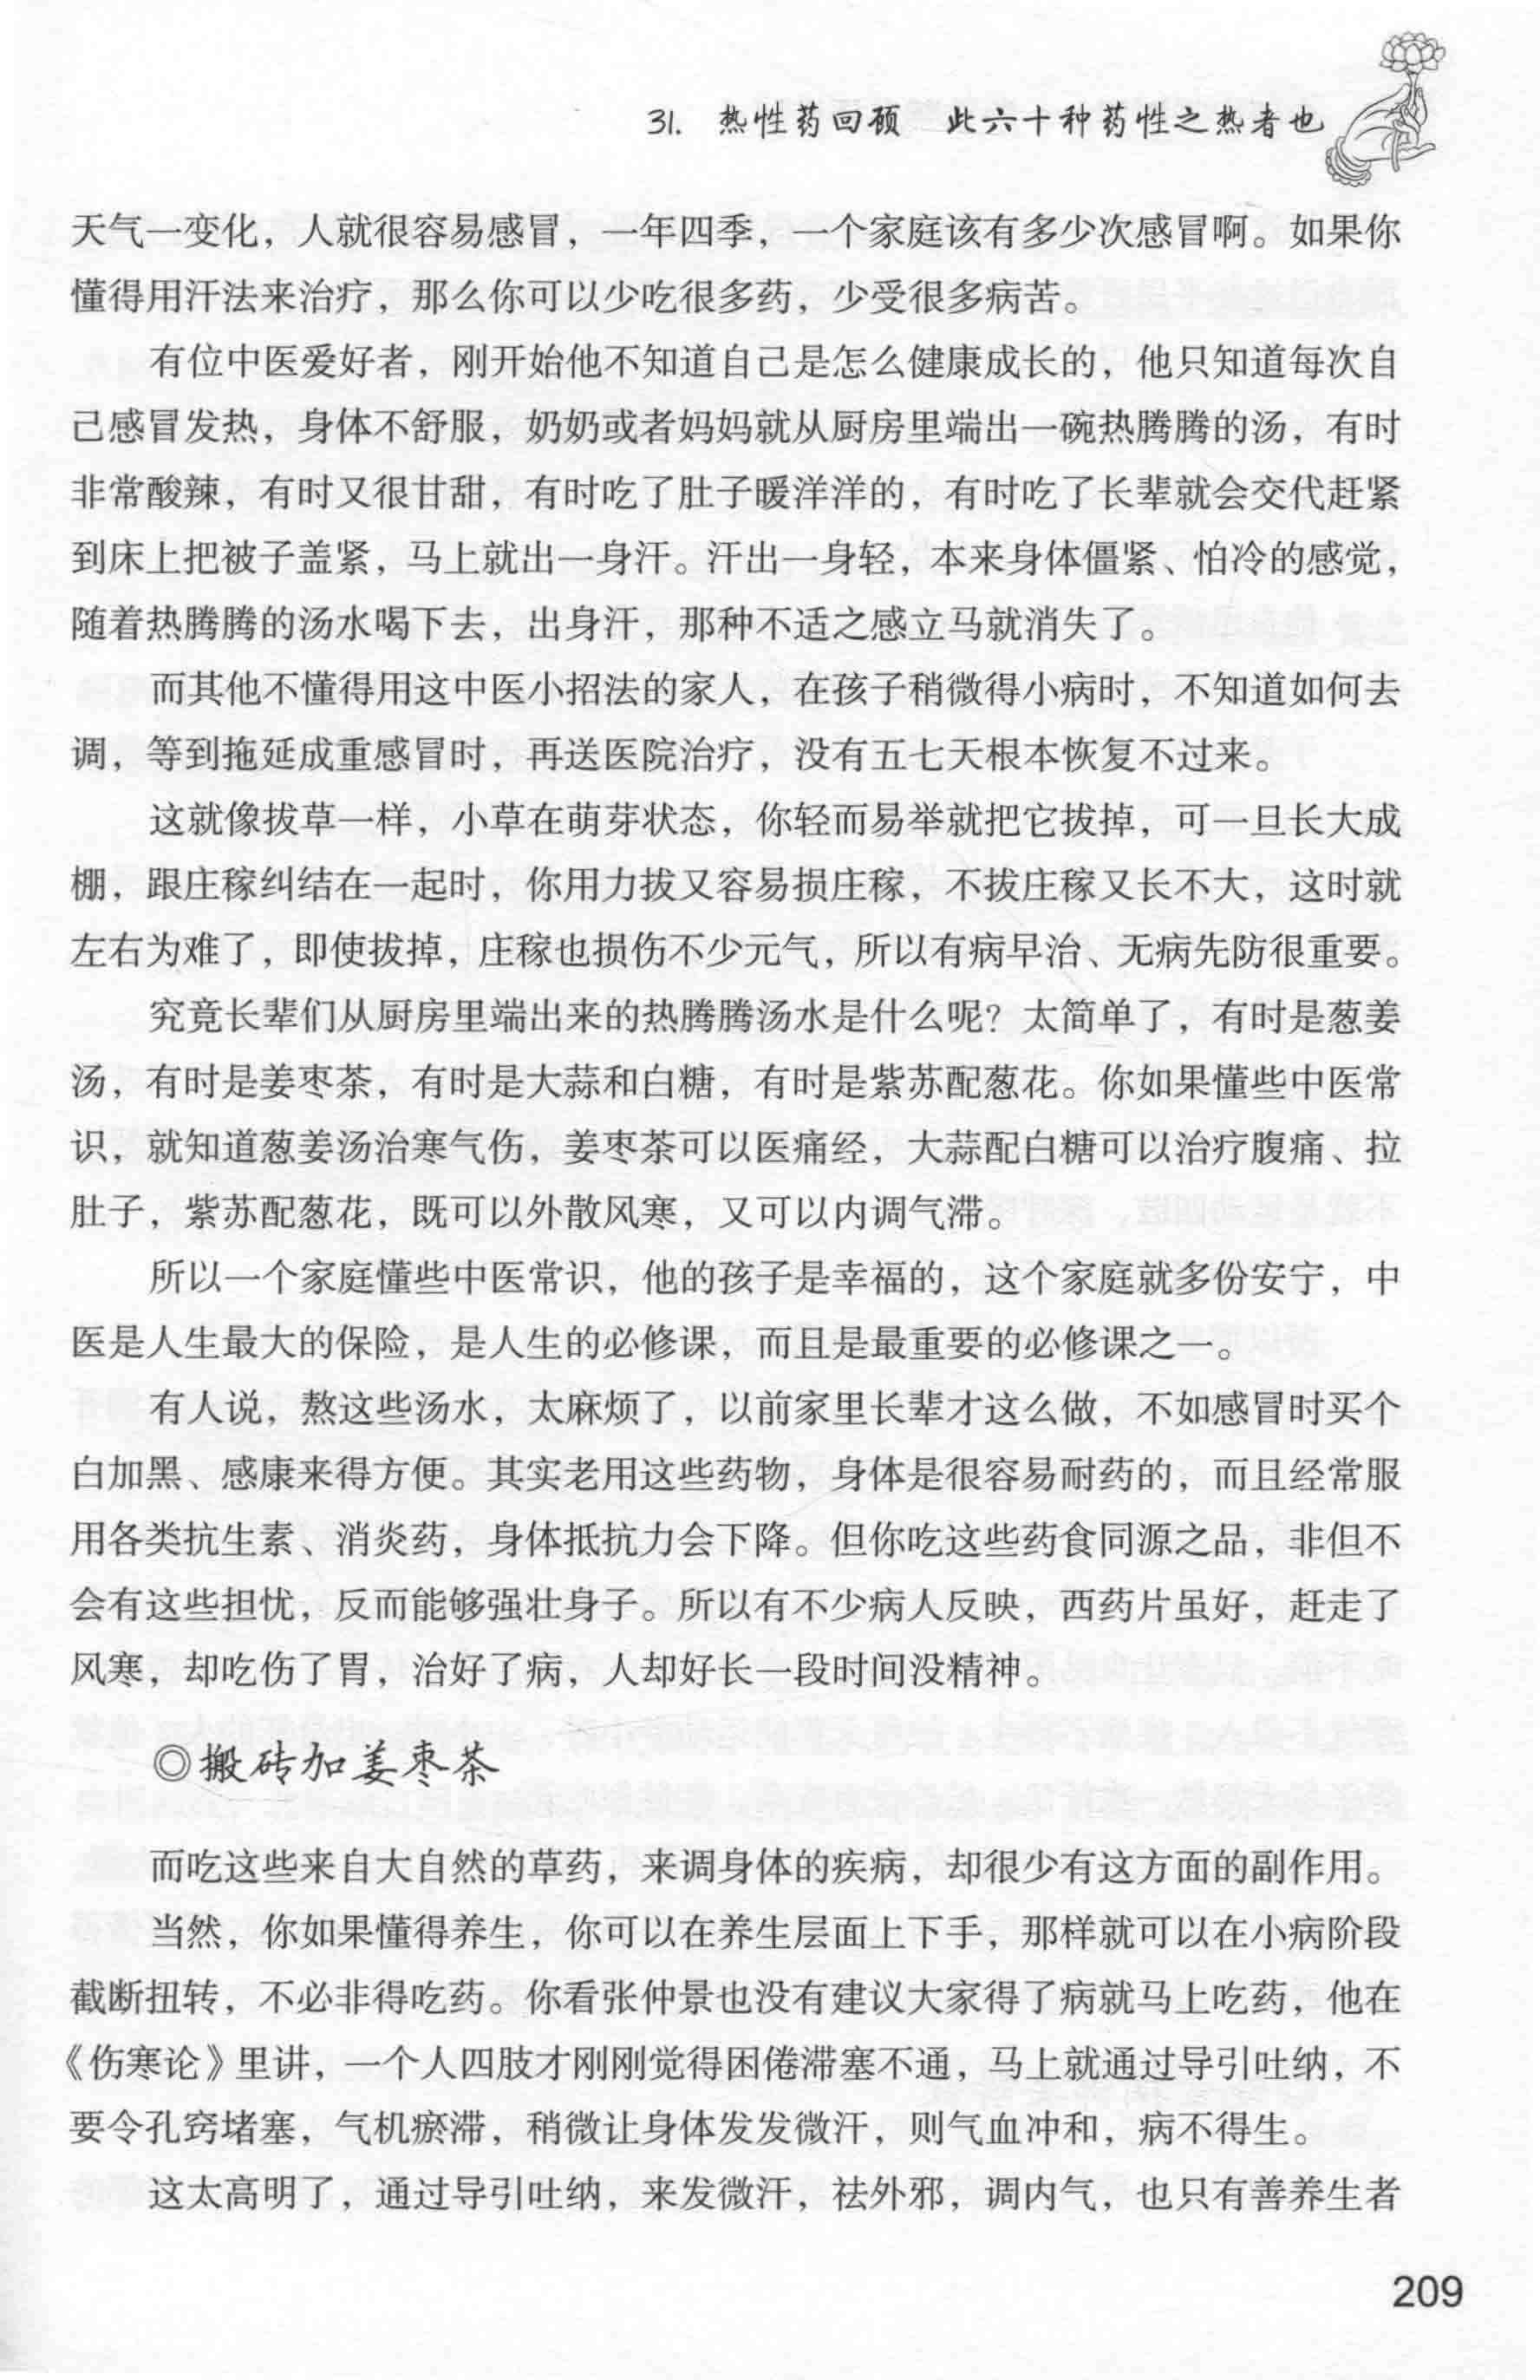 31. 热性药回顾　此六十种药性之热者也
天气一变化，人就很容易感冒，一年四季，一个家庭该有多少次感冒啊。如果你
懂得用汗法来治疗，那么你可以少吃很多药，少受很多病苦。
有位中医爱好者，刚开始他不知道自己是怎么健康成长的，他只知道每次自
己感冒发热，身体不舒服，奶奶或者妈妈就从厨房里端出一碗热腾腾的汤，有时
非常酸辣，有时又很甘甜，有时吃了肚子暖洋洋的，有时吃了长辈就会交代赶紧
到床上把被子盖紧，马上就出一身汗。汗出一身轻，本来身体僵紧、怕冷的感觉，
随着热腾腾的汤水喝下去，出身汗，那种不适之感立马就消失了。
而其他不懂得用这中医小招法的家人，在孩子稍微得小病时，不知道如何去
调，等到拖延成重感冒时，再送医院治疗，没有五七天根本恢复不过来。
这就像拔草一样，小草在萌芽状态，你轻而易举就把它拔掉，可一旦长大成
棚，跟庄稼纠结在一起时，你用力拔又容易损庄稼，不拔庄稼又长不大，这时就
左右为难了，即使拔掉，庄稼也损伤不少元气，所以有病早治、无病先防很重要。
究竟长辈们从厨房里端出来的热腾腾汤水是什么呢？太简单了，有时是葱姜
汤，有时是姜枣茶，有时是大蒜和白糖，有时是紫苏配葱花。你如果懂些中医常
识，就知道葱姜汤治寒气伤，姜枣茶可以医痛经，大蒜配白糖可以治疗腹痛、拉
肚子，紫苏配葱花，既可以外散风寒，又可以内调气滞。
所以一个家庭懂些中医常识，他的孩子是幸福的，这个家庭就多份安宁，中
医是人生最大的保险，是人生的必修课，而且是最重要的必修课之一。
有人说，熬这些汤水，太麻烦了，以前家里长辈才这么做，不如感冒时买个
白加黑、感康来得方便。其实老用这些药物，身体是很容易耐药的，而且经常服
用各类抗生素、消炎药，身体抵抗力会下降。但你吃这些药食同源之品，非但不
会有这些担忧，反而能够强壮身子。所以有不少病人反映，西药片虽好，赶走了
风寒，却吃伤了胃，治好了病，人却好长一段时间没精神。
◎搬砖加姜枣茶
而吃这些来自大自然的草药，来调身体的疾病，却很少有这方面的副作用。
当然，你如果懂得养生，你可以在养生层面上下手，那样就可以在小病阶段
截断扭转，不必非得吃药。你看张仲景也没有建议大家得了病就马上吃药，他在
《伤寒论》里讲，一个人四肢才刚刚觉得困倦滞塞不通，马上就通过导引吐纳，不
要令孔窍堵塞，气机瘀滞，稍微让身体发发微汗，则气血冲和，病不得生。
这太高明了，通过导引吐纳，来发微汗，祛外邪，调内气，也只有善养生者
209